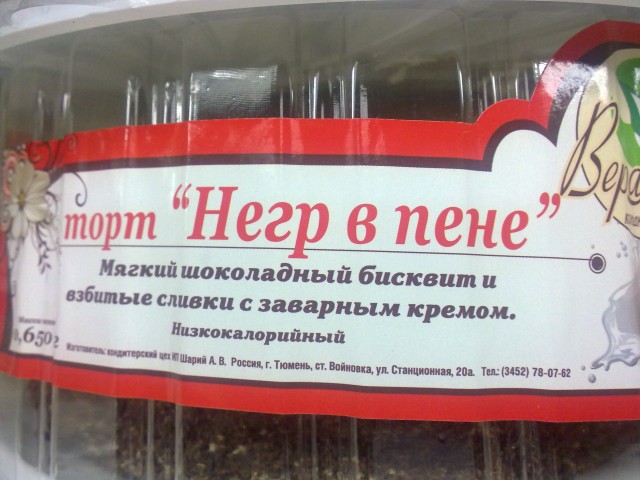 Вера
торт “Негр в пене”
Мягкий шоколадный бисквит и
взбитые сливки с заварным кремом.
Низкокалорийный
0,650г
Изготовитель: кондитерский цех ИП Шарий А. В. Россия, г. Тюмень, ст. Войновка, ул. Станционная, 20а. Тел.: (3452) 78-07-62